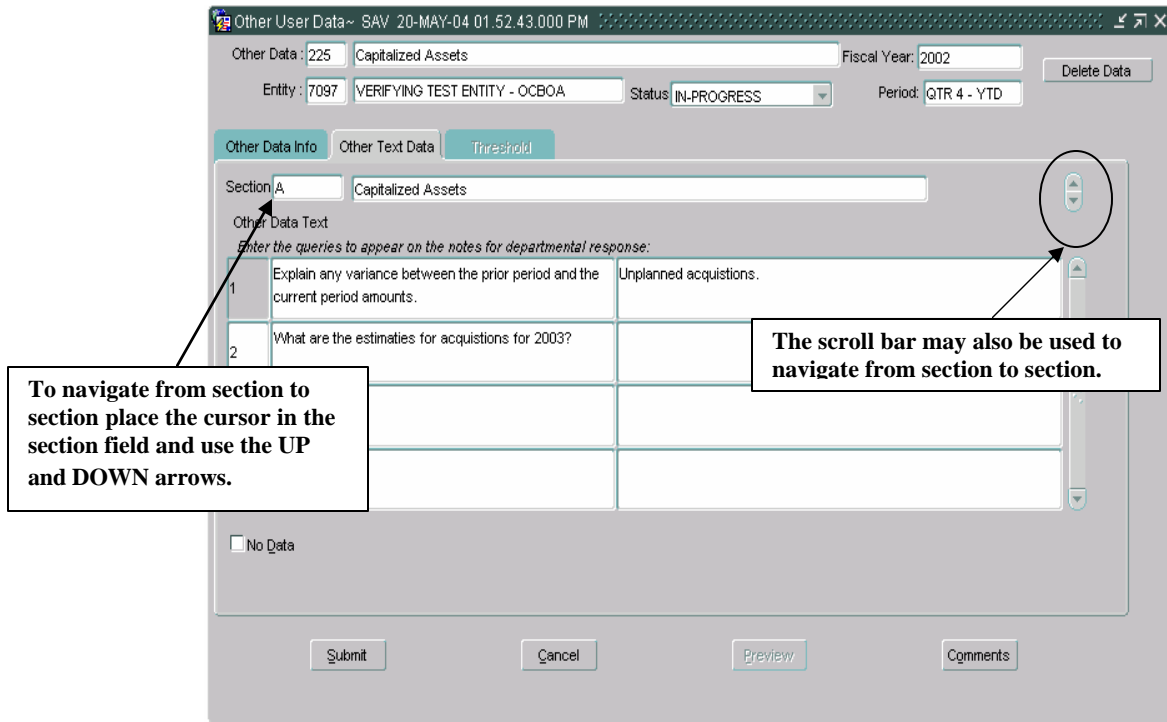 Other User Data~ SAV 20-MAY-04 01.52.43.000 PM
Other Data : 225 Capitalized Assets Fiscal Year: 2002
Delete Data
Entity : 7097 VERIFYING TEST ENTITY - OCBOA Status IN-PROGRESS Period: QTR 4 - YTD
Other Data Info Other Text Data Threshold
Section A Capitalized Assets
Other Data Text
Enter the queries to appear on the notes for departmental response:
1 Explain any variance between the prior period and the Unplanned acquistions.
current period amounts.
2 What are the estimaties for acquistions for 2003?
The scroll bar may also be used to
navigate from section to section.
To navigate from section to
section place the cursor in the
section field and use the UP
and DOWN arrows.
No Data
Submit Cancel Preview Comments